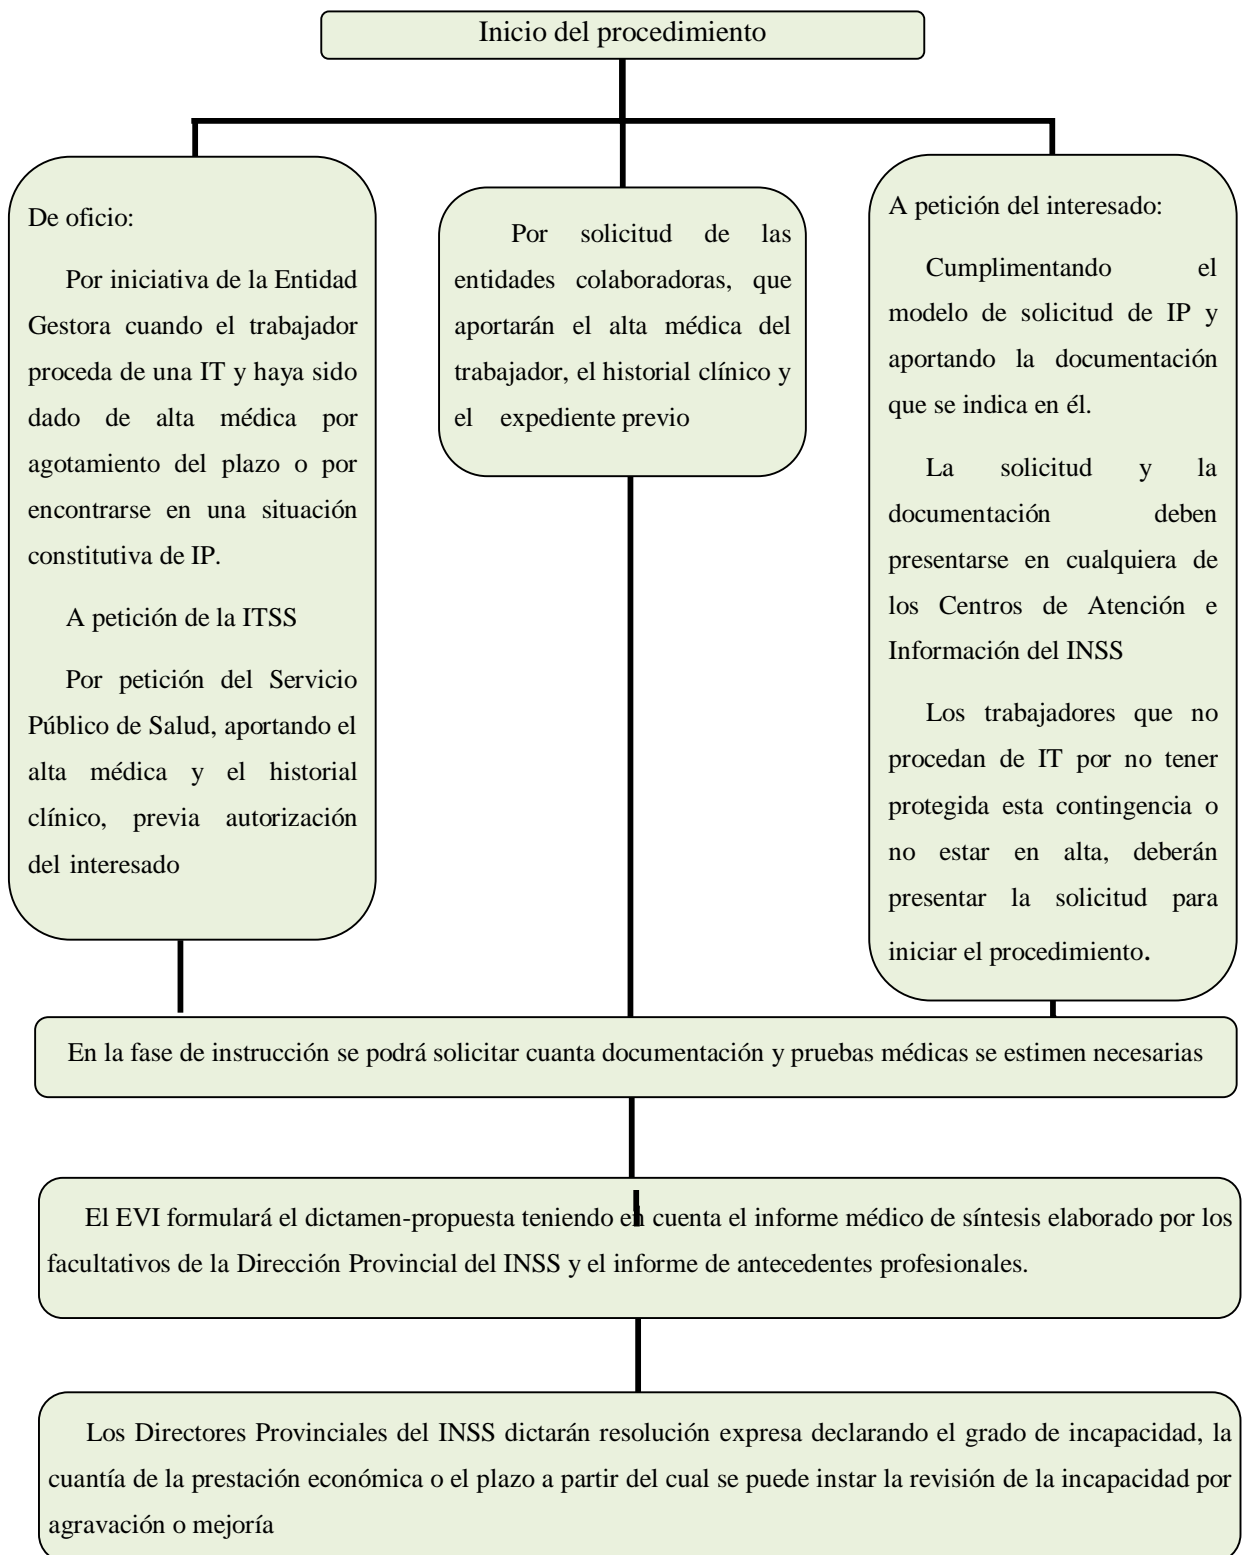 Inicio del procedimiento
De oficio:
Por iniciativa de la Entidad
Gestora cuando el trabajador
proceda de una IT y haya sido
dado de alta médica por
agotamiento del plazo o por
encontrarse en una situación
constitutiva de IP.
A petición de la ITSS
Por petición del Servicio
Público de Salud, aportando el
alta médica y el historial
clínico, previa autorización
del interesado
Por solicitud de las
entidades colaboradoras, que
aportarán el alta médica del
trabajador, el historial clínico y
el expediente previo
A petición del interesado:
Cumplimentando el
modelo de solicitud de IP y
aportando la documentación
que se indica en él.
La solicitud y la
documentación deben
presentarse en cualquiera de
los Centros de Atención e
Información del INSS
Los trabajadores que no
procedan de IT por no tener
protegida esta contingencia o
no estar en alta, deberán
presentar la solicitud para
iniciar el procedimiento.
En la fase de instrucción se podrá solicitar cuanta documentación y pruebas médicas se estimen necesarias
El EVI formulará el dictamen-propuesta teniendo en cuenta el informe médico de síntesis elaborado por los
facultativos de la Dirección Provincial del INSS y el informe de antecedentes profesionales.
Los Directores Provinciales del INSS dictarán resolución expresa declarando el grado de incapacidad, la
cuantía de la prestación económica o el plazo a partir del cual se puede instar la revisión de la incapacidad por
agravación o mejoría